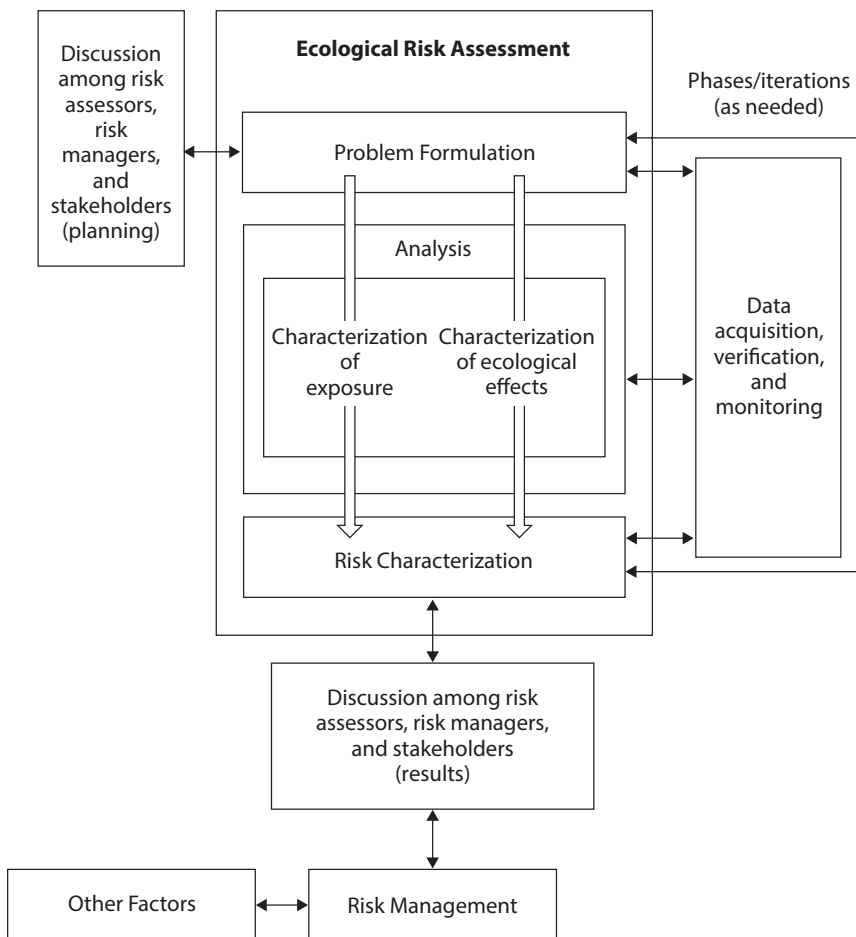 Ecological Risk Assessment
Discussion
among risk
assessors,
risk
managers,
and
stakeholders
(planning)
Phases/iterations
(as needed)
Problem Formulation
Analysis
Characterization
of
exposure
Characterization
of ecological
effects
Data
acquisition,
verification,
and
monitoring
Risk Characterization
Discussion among risk
assessors, risk managers,
and stakeholders
(results)
Other Factors
Risk Management